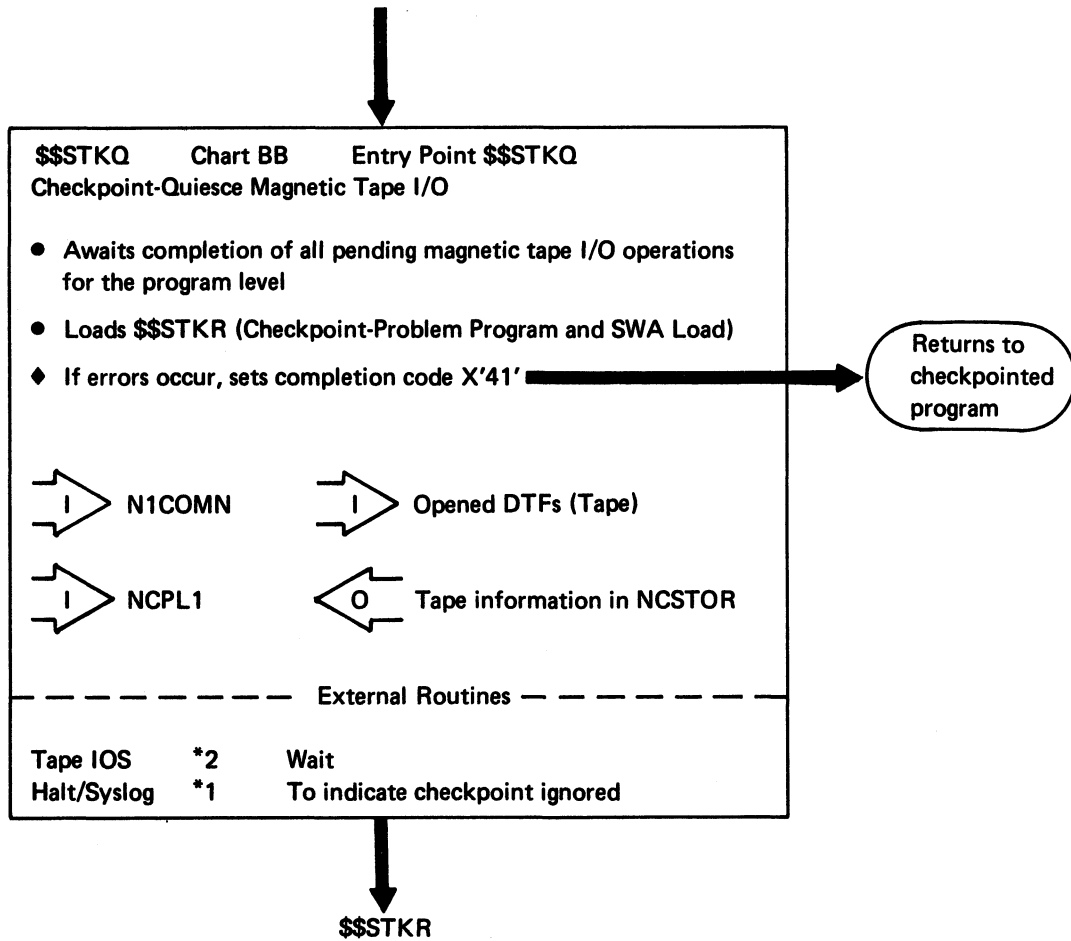 $$STKQ Chart BB Entry Point $$STKQ
Checkpoint-Quiesce Magnetic Tape I/O
● Awaits completion of all pending magnetic tape I/O operations
for the program level
● Loads $$STKR (Checkpoint-Problem Program and SWA Load)
♦ If errors occur, sets completion code X'41'
Returns to
checkpointed
program
I N1COMN
I Opened DTFs (Tape)
I NCPL1
O Tape information in NCSTOR
External Routines
Tape IOS *2 Wait
Halt/Syslog *1 To indicate checkpoint ignored
$$STKR